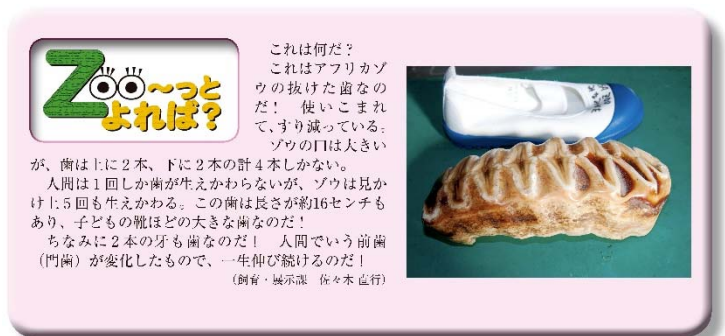 Zoo～っと
よれば？
これは何だ？
これはアフリカゾ
ウの抜けた歯なの
だ！　使いこまれ
て、すり減っている。
ゾウの口は大きい
が、歯は上に２本、下に２本の計４本しかない。
人間は１回しか歯が生えかわらないが、ゾウは見か
け上５回も生えかわる。この歯は長さが約16センチも
あり、子どもの靴ほどの大きな歯なのだ！
ちなみに２本の牙も歯なのだ！　人間でいう前歯
（門歯）が変化したもので、一生伸び続けるのだ！
（飼育・展示課　佐々木 直行）